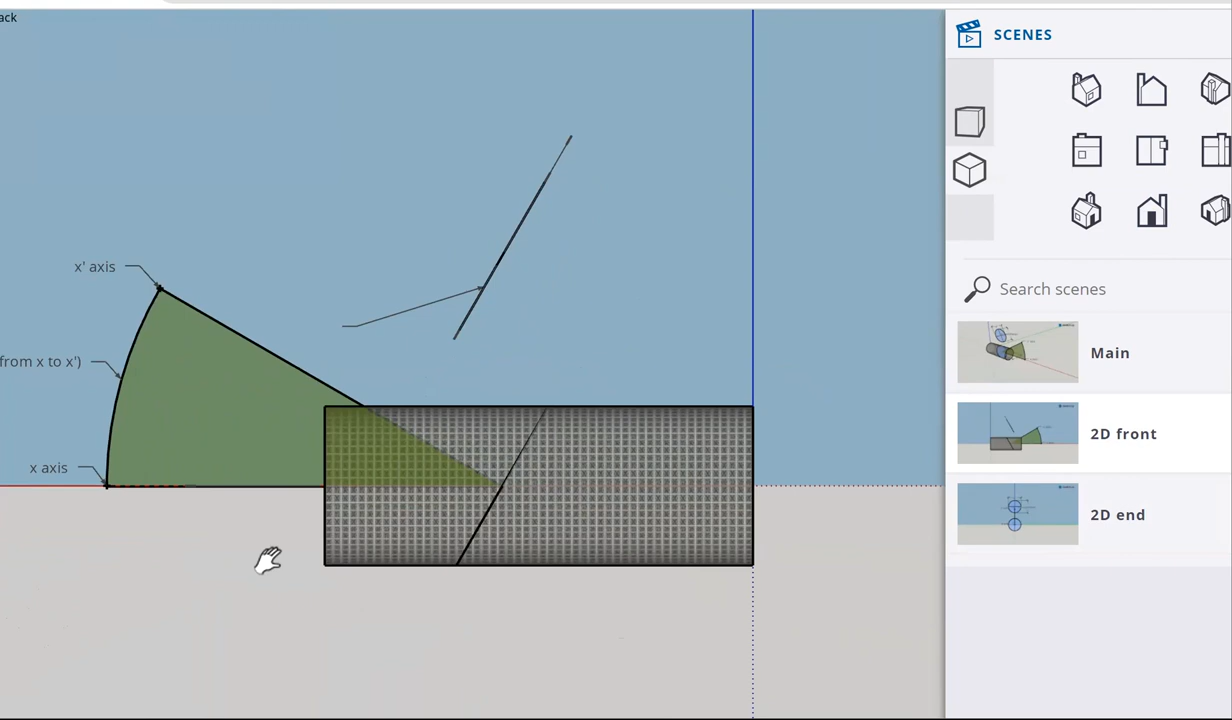 ack
SCENES
x' axis
from x to x')
x axis
Search scenes
Main
2D front
2D end